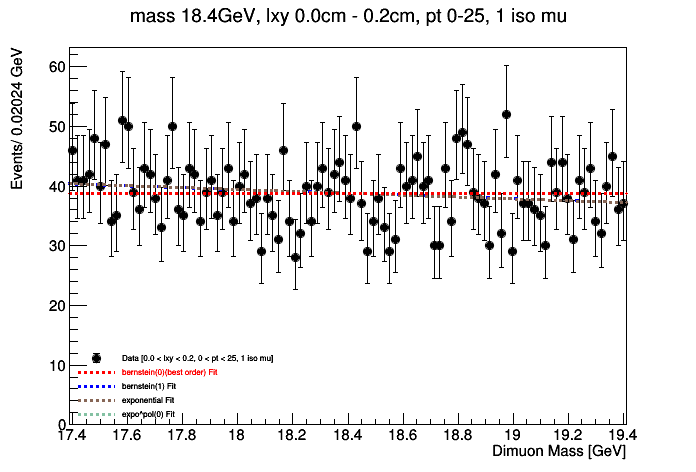 mass 18.4GeV, lxy 0.0cm - 0.2cm, pt 0-25, 1 iso mu
Events/ 0.02024 GeV
60
50
40
30
20
10
0
Data [0.0 < lxy < 0.2, 0 < pt < 25, 1 iso mu]
bernstein(0)(best order) Fit
bernstein(1) Fit
exponential Fit
expo*pol(0) Fit
17.4 17.6 17.8 18 18.2 18.4 18.6 18.8 19 19.2 19.4
Dimuon Mass [GeV]